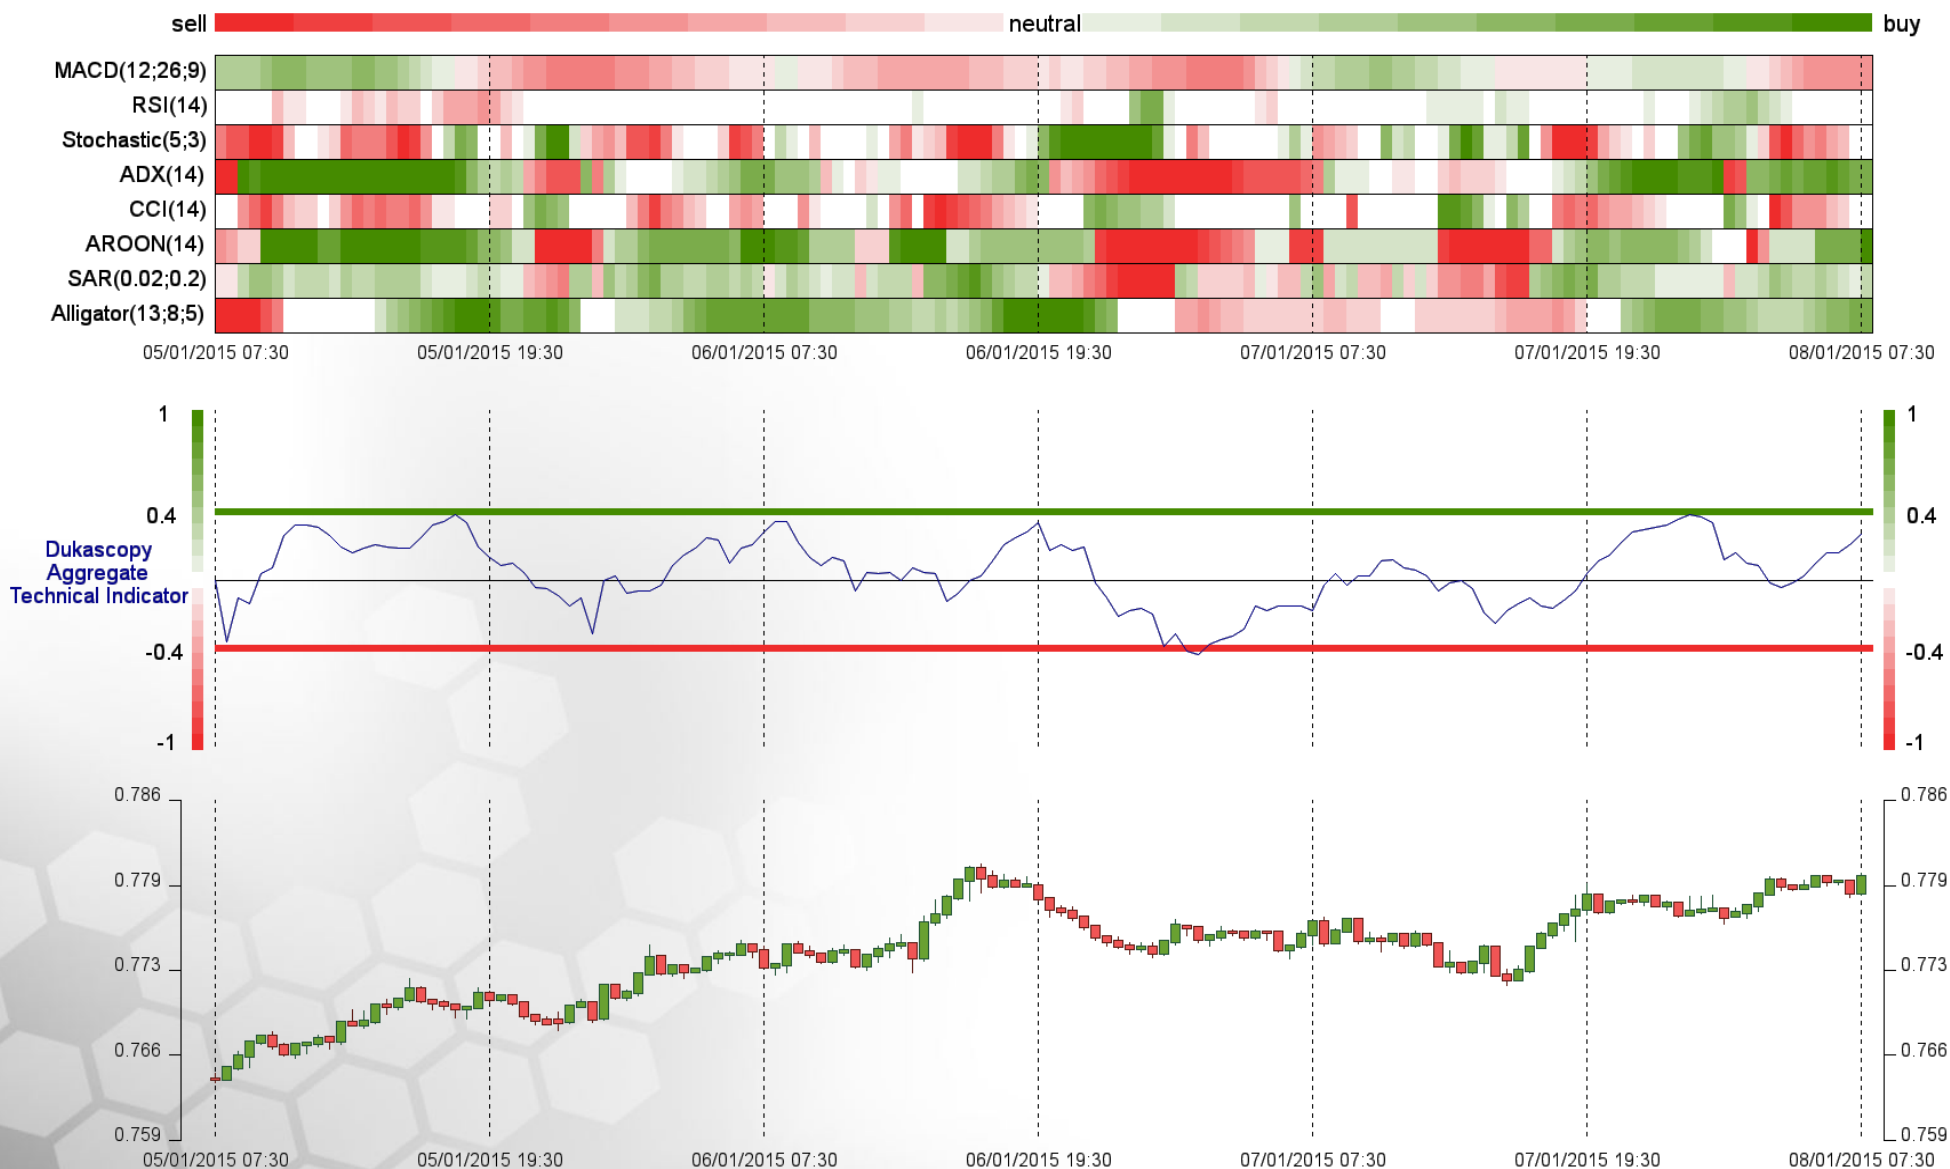 sell neutral buy
MACD(12;26;9)
RSI(14)
Stochastic(5;3)
ADX(14)
CCI(14)
AROON(14)
SAR(0.02;0.2)
Alligator(13;8;5)
05/01/2015 07:30 05/01/2015 19:30 06/01/2015 07:30 06/01/2015 19:30 07/01/2015 07:30 07/01/2015 19:30 08/01/2015 07:30
1 1
0.4 0.4
Dukascopy
Aggregate
Technical Indicator
-0.4 -0.4
-1 -1
0.786 0.786
0.779 0.779
0.773 0.773
0.766 0.766
0.759 0.759
05/01/2015 07:30 05/01/2015 19:30 06/01/2015 07:30 06/01/2015 19:30 07/01/2015 07:30 07/01/2015 19:30 08/01/2015 07:30